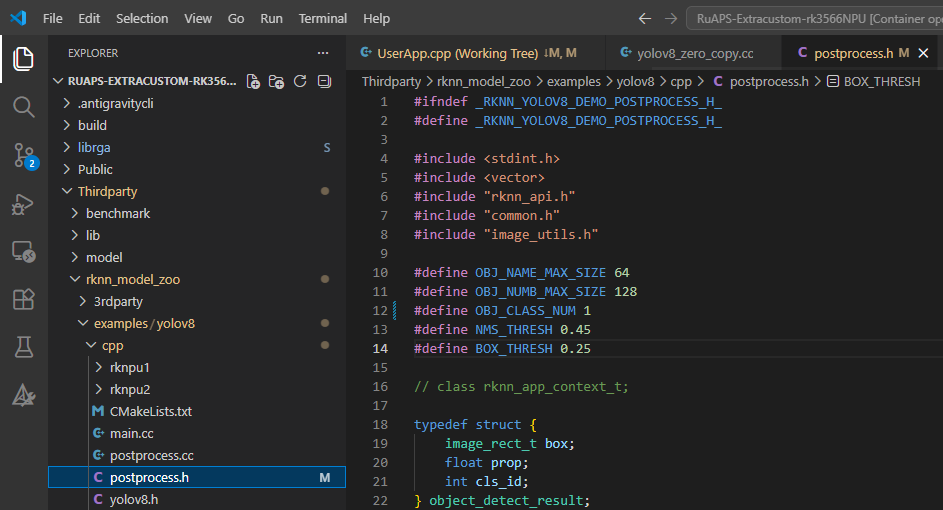 File Edit Selection View Go Run Terminal Help
RuAPS-Extracustom-rk3566NPU [Container ope
EXPLORER
RUAPS-EXTRACUSTOM-RK356...
.antigravitycli
build
librga S
Public
Thirdparty
benchmark
lib
model
rknn_model_zoo
3rdparty
examples/yolov8
cpp
rknpu1
rknpu2
CMakeLists.txt
main.cc
postprocess.cc
postprocess.h M
yolov8.h
2
UserApp.cpp (Working Tree) ↓M, M
yolov8_zero_copy.cc
postprocess.h M
Thirdparty > rknn_model_zoo > examples > yolov8 > cpp > C postprocess.h > BOX_THRESH
1 #ifndef _RKNN_YOLOV8_DEMO_POSTPROCESS_H_
2 #define _RKNN_YOLOV8_DEMO_POSTPROCESS_H_
3
4 #include <stdint.h>
5 #include <vector>
6 #include "rknn_api.h"
7 #include "common.h"
8 #include "image_utils.h"
9
10 #define OBJ_NAME_MAX_SIZE 64
11 #define OBJ_NUMB_MAX_SIZE 128
12 #define OBJ_CLASS_NUM 1
13 #define NMS_THRESH 0.45
14 #define BOX_THRESH 0.25
15
16 // class rknn_app_context_t;
17
18 typedef struct {
19 image_rect_t box;
20 float prop;
21 int cls_id;
22 } object_detect_result;